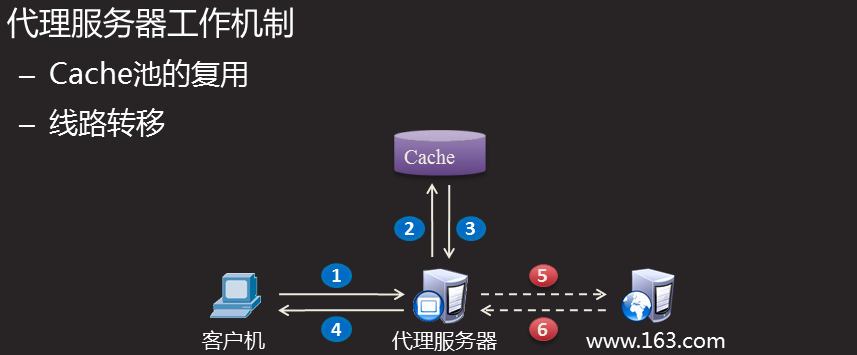 代理服务器工作机制
– Cache池的复用
– 线路转移
Cache
2
3
1
5
4
6
客户机
代理服务器
www.163.com